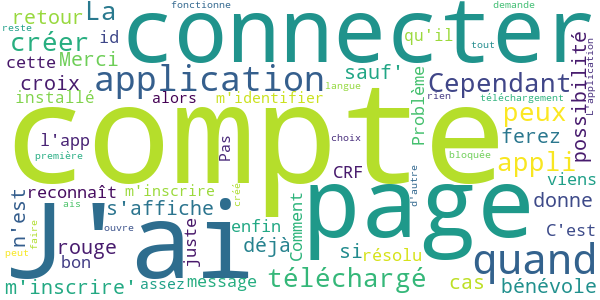 fonctionne
demande
retour
La
connecter
reste
créer
cette
Merci
id
qu'il
tout
L'application
croix
application
sauf'
Cependant
possibilité
installé
alors
m'identifier
langue
Problème
rien
téléchargement
compte
peux
l'app
Pas
choix
ferez
première
bloquée
appli
reconnaît
m'inscrire
créé
CRF
page
d'autre
viens
n'est
J'ai
ais
s'affiche
donne
Comment
enfin
déjà
si
C'est
faire
rouge
juste
ouvre
résolu
quand
peut
bon
m'inscrire'
assez
message
téléchargé
cas
bénévole